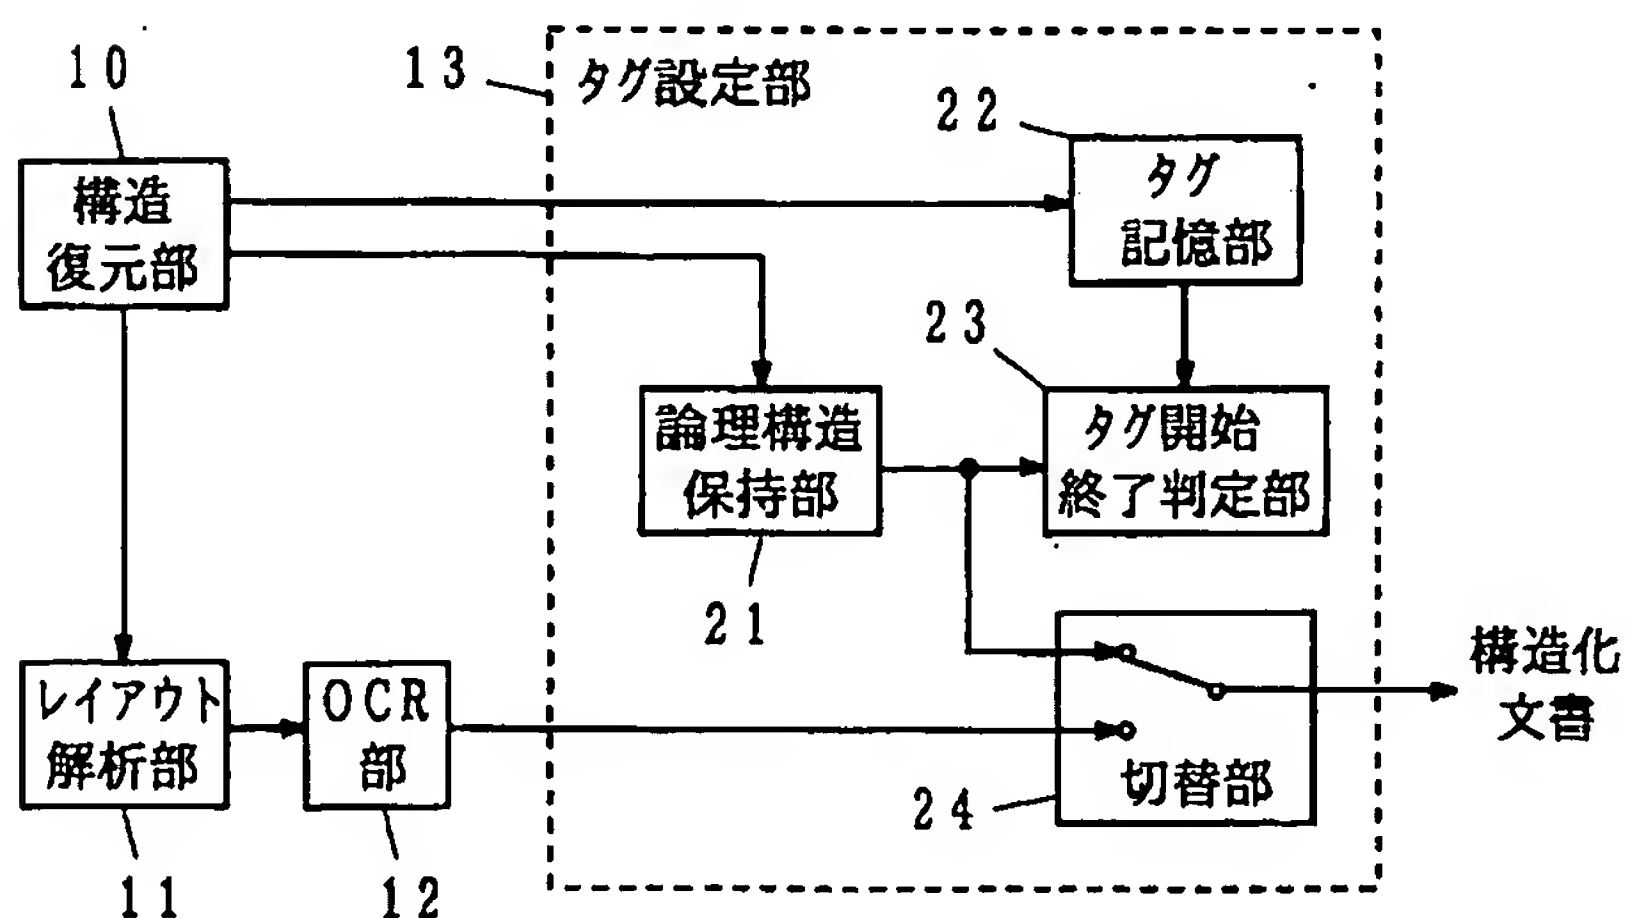 10
13
タグ設定部
22
構造
復元部
タグ
記憶部
23
論理構造
保持部
タグ開始
終了判定部
21
レイアウト
解析部
OCR
部
構造化
文書
切替部
24
11
12